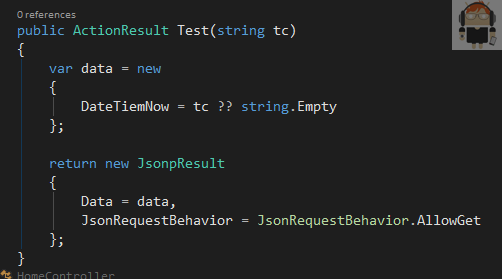 0 references
public ActionResult Test(string tc)
{
    var data = new
    {
        DateTiemNow = tc ?? string.Empty
    };

    return new JsonpResult
    {
        Data = data,
        JsonRequestBehavior = JsonRequestBehavior.AllowGet
    };
}
HomeController